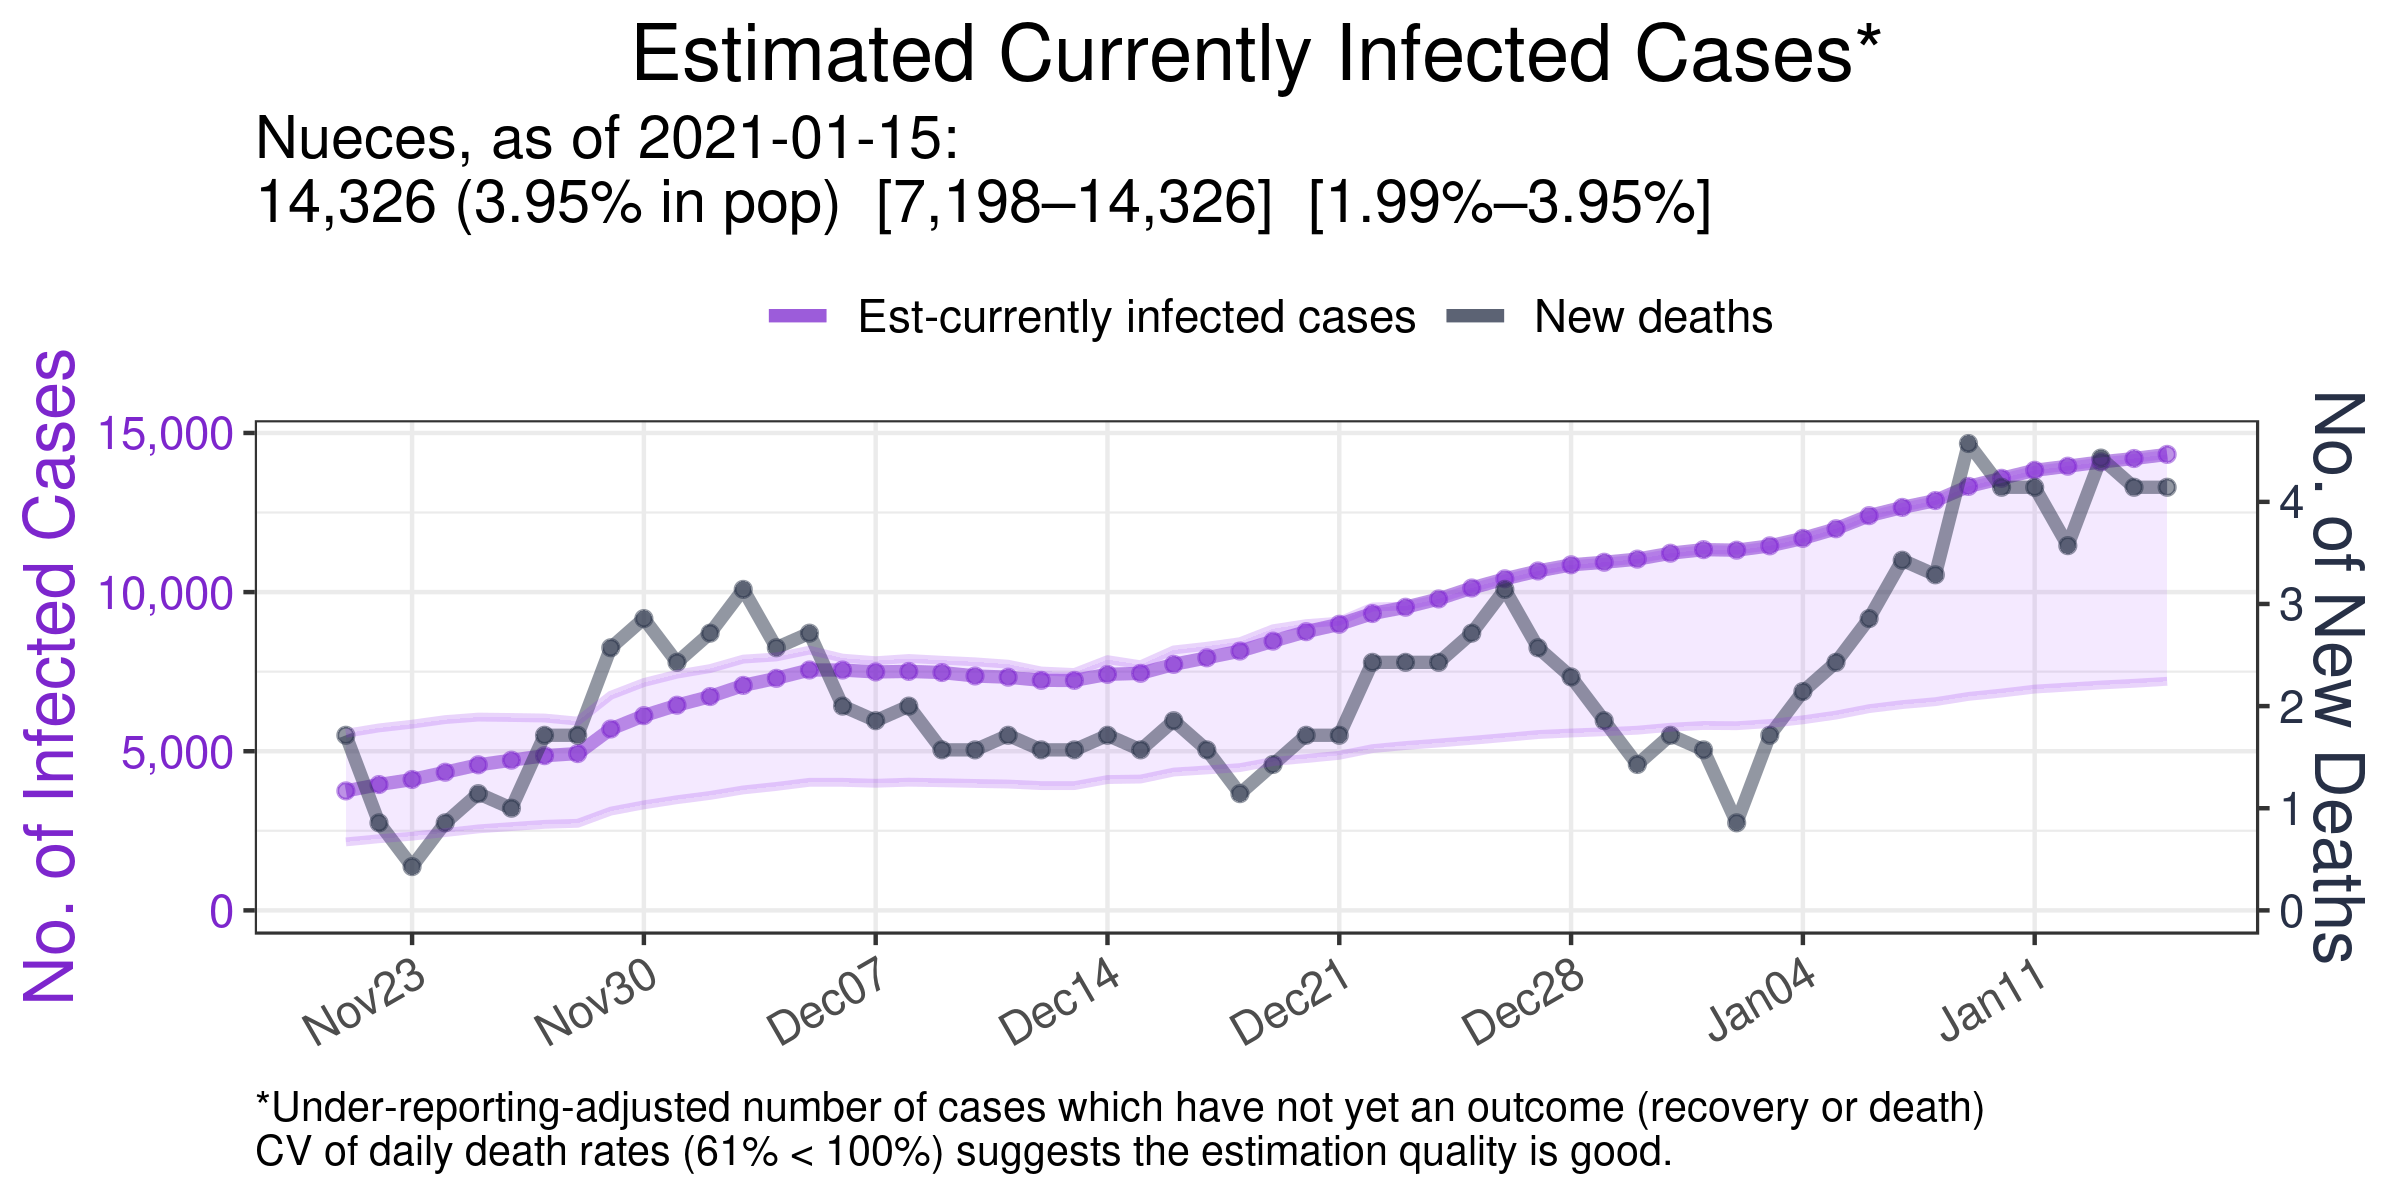 Estimated Currently Infected Cases*
Nueces, as of 2021-01-15:
14,326 (3.95% in pop)  [7,198–14,326]  [1.99%–3.95%]
Est-currently infected cases
New deaths
No. of Infected Cases
15,000
10,000
5,000
0
No. of New Deaths
4
3
2
1
0
Nov23
Nov30
Dec07
Dec14
Dec21
Dec28
Jan04
Jan11
*Under-reporting-adjusted number of cases which have not yet an outcome (recovery or death)
CV of daily death rates (61% < 100%) suggests the estimation quality is good.